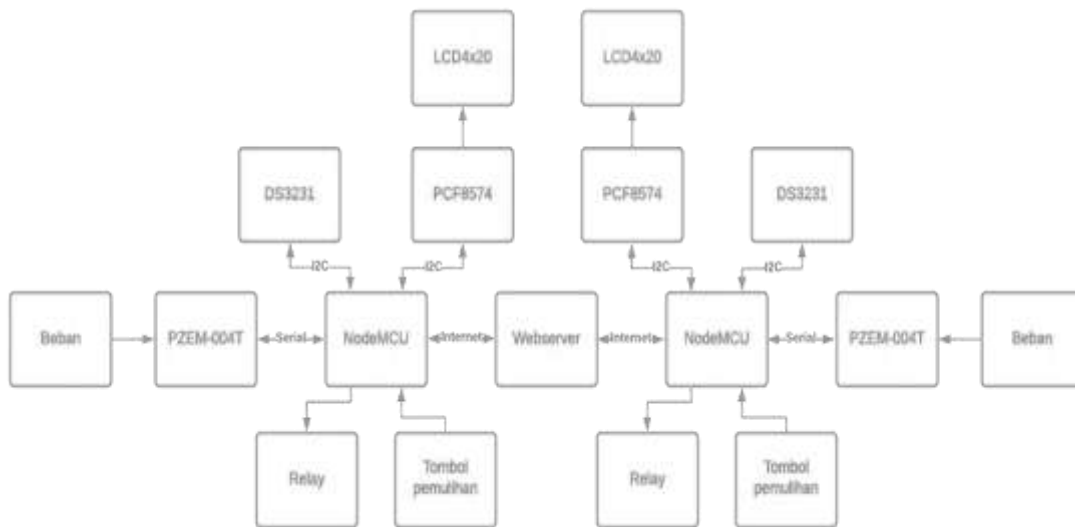 LCD4x20
LCD4x20
DS3231
PCF8574
PCF8574
DS3231
I2C
I2C
I2C
I2C
Beban
PZEM-004T
Serial
NodeMCU
Internet
Webserver
Internet
NodeMCU
Serial
PZEM-004T
Beban
Relay
Tombol
pemulihan
Relay
Tombol
pemulihan